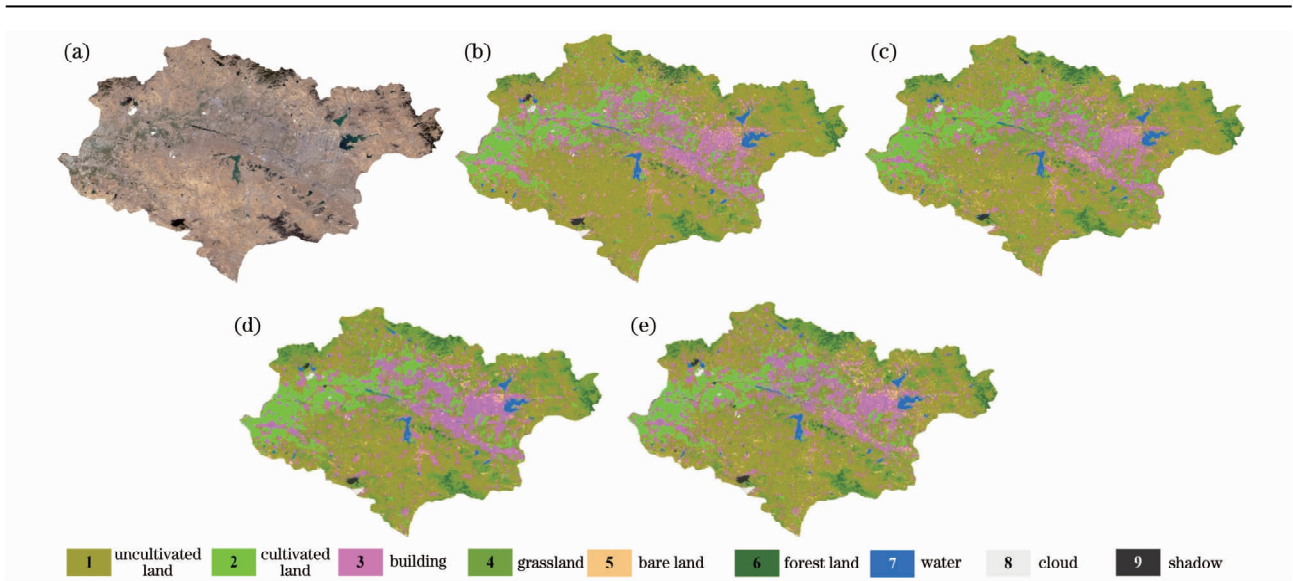 (a)
(b)
(c)
(d)
(e)
1 uncultivated land
2 cultivated land
3 building
4 grassland
5 bare land
6 forest land
7 water
8 cloud
9 shadow